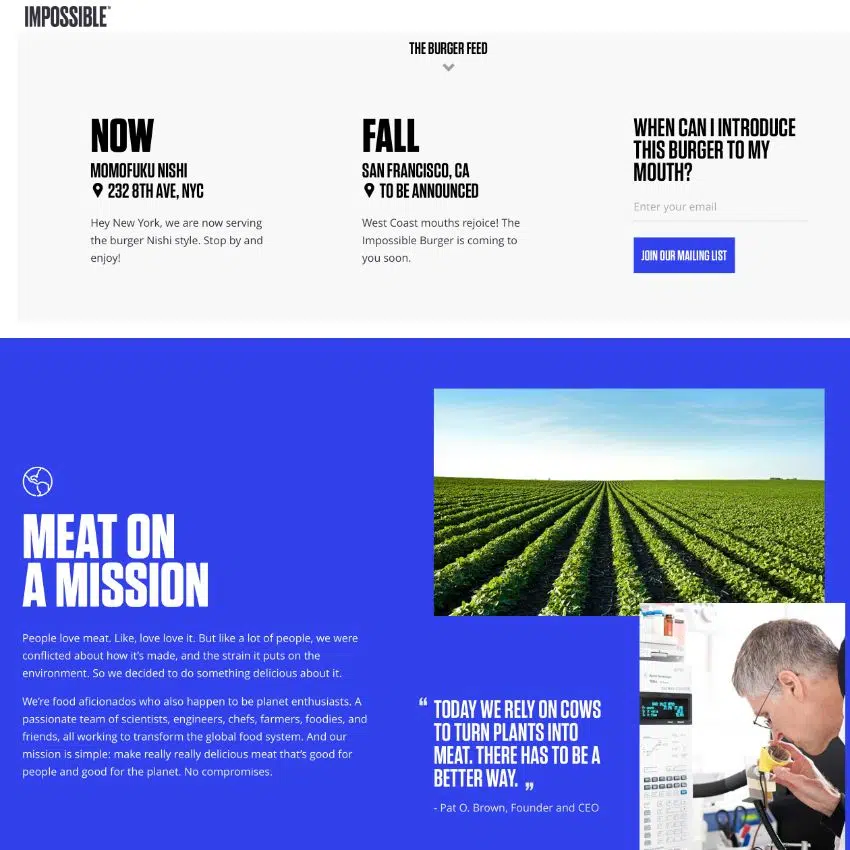 IMPOSSIBLE™
THE BURGER FEED
NOW
MOMOFUKU NISHI
232 8TH AVE, NYC
Hey New York, we are now serving
the burger Nishi style. Stop by and
enjoy!
FALL
SAN FRANCISCO, CA
TO BE ANNOUNCED
West Coast mouths rejoice! The
Impossible Burger is coming to
you soon.
WHEN CAN I INTRODUCE
THIS BURGER TO MY
MOUTH?
Enter your email
JOIN OUR MAILING LIST
MEAT ON
A MISSION
People love meat. Like, love love it. But like a lot of people, we were
conflicted about how it's made, and the strain it puts on the
environment. So we decided to do something delicious about it.
We're food aficionados who also happen to be planet enthusiasts. A
passionate team of scientists, engineers, chefs, farmers, foodies, and
friends, all working to transform the global food system. And our
mission is simple: make really really delicious meat that's good for
people and good for the planet. No compromises.
“ TODAY WE RELY ON COWS
TO TURN PLANTS INTO
MEAT. THERE HAS TO BE A
BETTER WAY. „
- Pat O. Brown, Founder and CEO